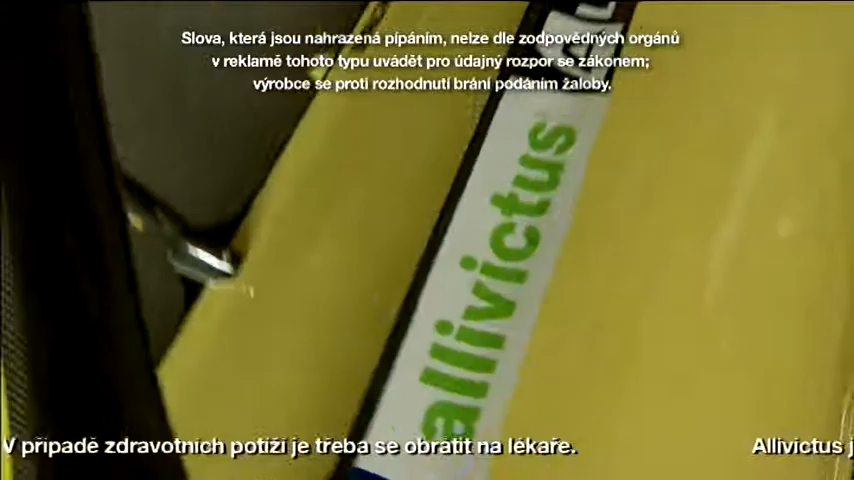 Slova, která jsou nahrazená pípáním, nelze dle zodpovědných orgánů
v reklamě tohoto typu uvádět pro údajný rozpor se zákonem;
výrobce se proti rozhodnutí brání podáním žaloby.
allivictus
V případě zdravotních potíží je třeba se obrátit na lékaře. Allivictus j